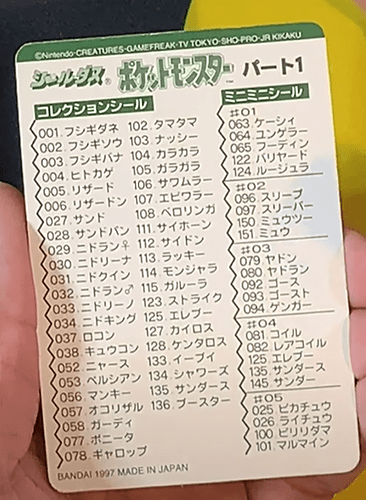 ©Nintendo·CREATURES·GAMEFREAK·TV TOKYO·SHO-PRO·JR KIKAKU
シールダス® ポケットモンスター™ パート1
コレクションシール
001.フシギダネ
002.フシギソウ
003.フシギバナ
004.ヒトカゲ
005.リザード
006.リザードン
027.サンド
028.サンドパン
029.ニドラン♀
030.ニドリーナ
031.ニドクイン
032.ニドラン♂
033.ニドリーノ
034.ニドキング
037.ロコン
038.キュウコン
052.ニャース
053.ペルシアン
056.マンキー
057.オコリザル
058.ガーディ
077.ポニータ
078.ギャロップ
102.タマタマ
103.ナッシー
104.カラカラ
105.ガラガラ
106.サワムラー
107.エビワラー
108.ベロリンガ
111.サイホーン
112.サイドン
113.ラッキー
114.モンジャラ
115.ガルーラ
123.ストライク
125.エレブー
127.カイロス
128.ケンタロス
133.イーブイ
134.シャワーズ
135.サンダース
136.ブースター
ミニミニシール
#01
063.ケーシィ
064.ユンゲラー
065.フーディン
122.バリヤード
124.ルージュラ
#02
096.スリープ
097.スリーパー
150.ミュウツー
151.ミュウ
#03
079.ヤドン
080.ヤドラン
092.ゴース
093.ゴースト
094.ゲンガー
#04
081.コイル
082.レアコイル
125.エレブー
135.サンダース
145.サンダー
#05
025.ピカチュウ
026.ライチュウ
100.ビリリダマ
101.マルマイン
BANDAI 1997 MADE IN JAPAN